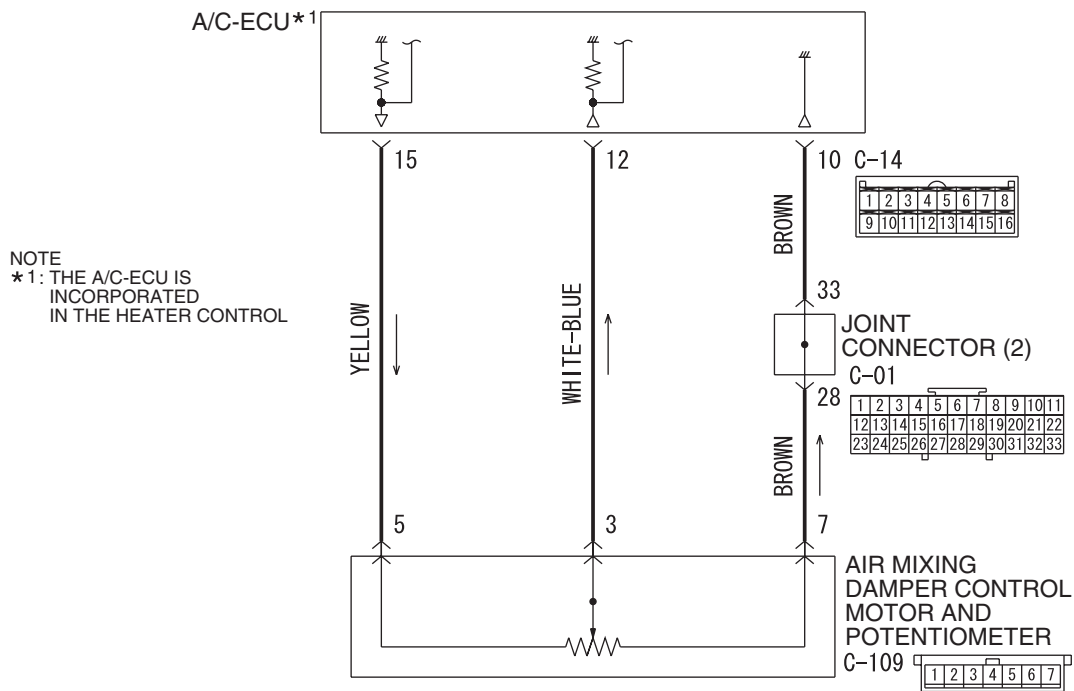 A/C-ECU*1
15
12
10 C-14
1 2 3 4 5 6 7 8
9 10 11 12 13 14 15 16
NOTE
*1: THE A/C-ECU IS
INCORPORATED
IN THE HEATER CONTROL
YELLOW
WHITE-BLUE
BROWN
33
JOINT
CONNECTOR (2)
C-01
28
1 2 3 4 5 6 7 8 9 10 11
12 13 14 15 16 17 18 19 20 21 22
23 24 25 26 27 28 29 30 31 32 33
BROWN
5
3
7
AIR MIXING
DAMPER CONTROL
MOTOR AND
POTENTIOMETER
C-109
1 2 3 4 5 6 7